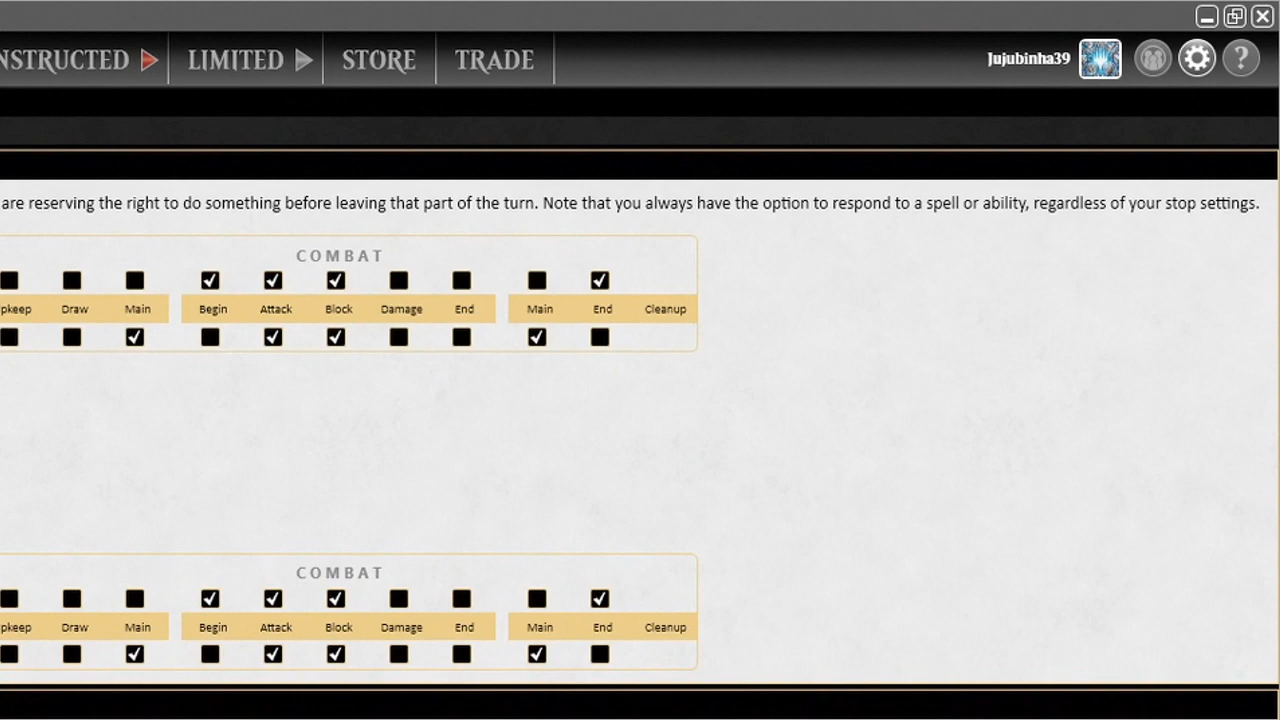 NSTRUCTED LIMITED STORE TRADE Jujubinha39 ?
are reserving the right to do something before leaving that part of the turn. Note that you always have the option to respond to a spell or ability, regardless of your stop settings.
COMBAT
pkeep Draw Main Begin Attack Block Damage End Main End Cleanup
COMBAT
pkeep Draw Main Begin Attack Block Damage End Main End Cleanup